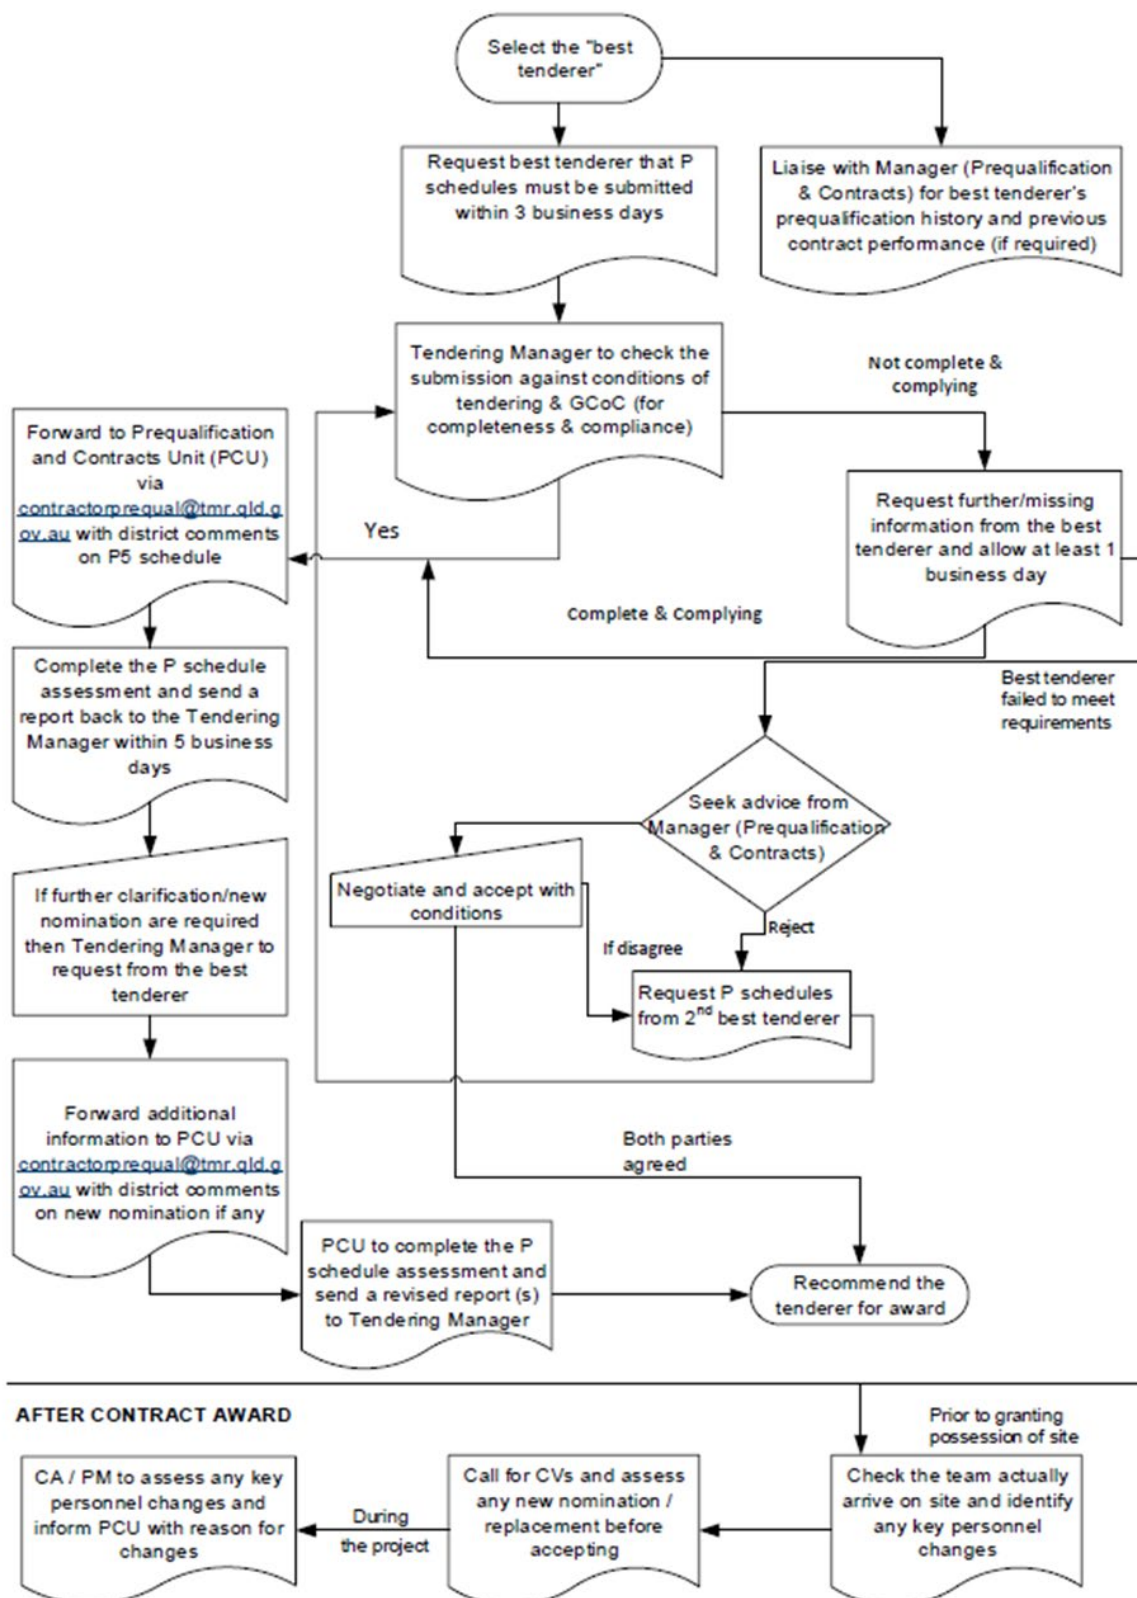 Select the "best
tenderer"
Request best tenderer that P
schedules must be submitted
within 3 business days
Liaise with Manager (Prequalification
& Contracts) for best tenderer's
prequalification history and previous
contract performance (if required)
Tendering Manager to check the
submission against conditions of
tendering & GCoC (for
completeness & compliance)
Not complete &
complying
Forward to Prequalification
and Contracts Unit (PCU)
via
contractorprequal@tmr.qld.g
ov.au with district comments
on P5 schedule
Yes
Request further/missing
information from the best
tenderer and allow at least 1
business day
Complete & Complying
Complete the P schedule
assessment and send a
report back to the Tendering
Manager within 5 business
days
Best tenderer
failed to meet
requirements
Seek advice from
Manager (Prequalification
& Contracts)
Negotiate and accept with
conditions
If further clarification/new
nomination are required
then Tendering Manager to
request from the best
tenderer
Reject
If disagree
Request P schedules
from 2nd best tenderer
Forward additional
information to PCU via
contractorprequal@tmr.qld.g
ov.au with district comments
on new nomination if any
Both parties
agreed
PCU to complete the P
schedule assessment and
send a revised report (s)
to Tendering Manager
Recommend the
tenderer for award
AFTER CONTRACT AWARD
Prior to granting
possession of site
CA / PM to assess any key
personnel changes and
inform PCU with reason for
changes
During
the project
Call for CVs and assess
any new nomination /
replacement before
accepting
Check the team actually
arrive on site and identify
any key personnel
changes